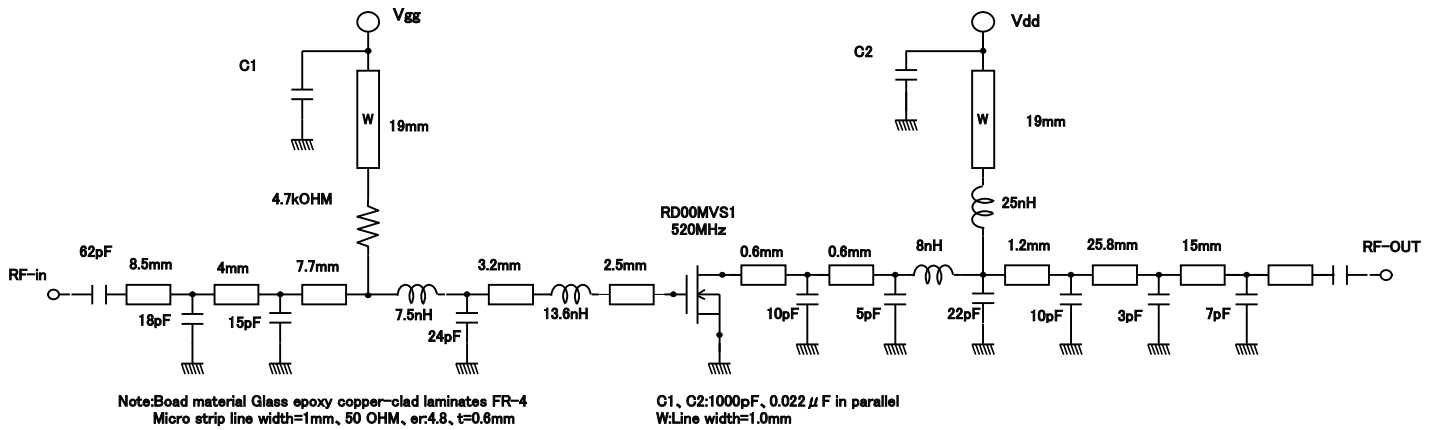 Vgg
Vdd
C1
C2
W
19mm
W
19mm
4.7kOHM
25nH
RD00MVS1
520MHz
RF-in
62pF
8.5mm
4mm
7.7mm
3.2mm
2.5mm
0.6mm
0.6mm
8nH
1.2mm
25.8mm
15mm
RF-OUT
18pF
15pF
7.5nH
24pF
13.6nH
10pF
5pF
22pF
10pF
3pF
7pF
Note:Boad material Glass epoxy copper-clad laminates FR-4
Micro strip line width=1mm、50 OHM、er:4.8、t=0.6mm
C1、C2:1000pF、0.022μF in parallel
W:Line width=1.0mm